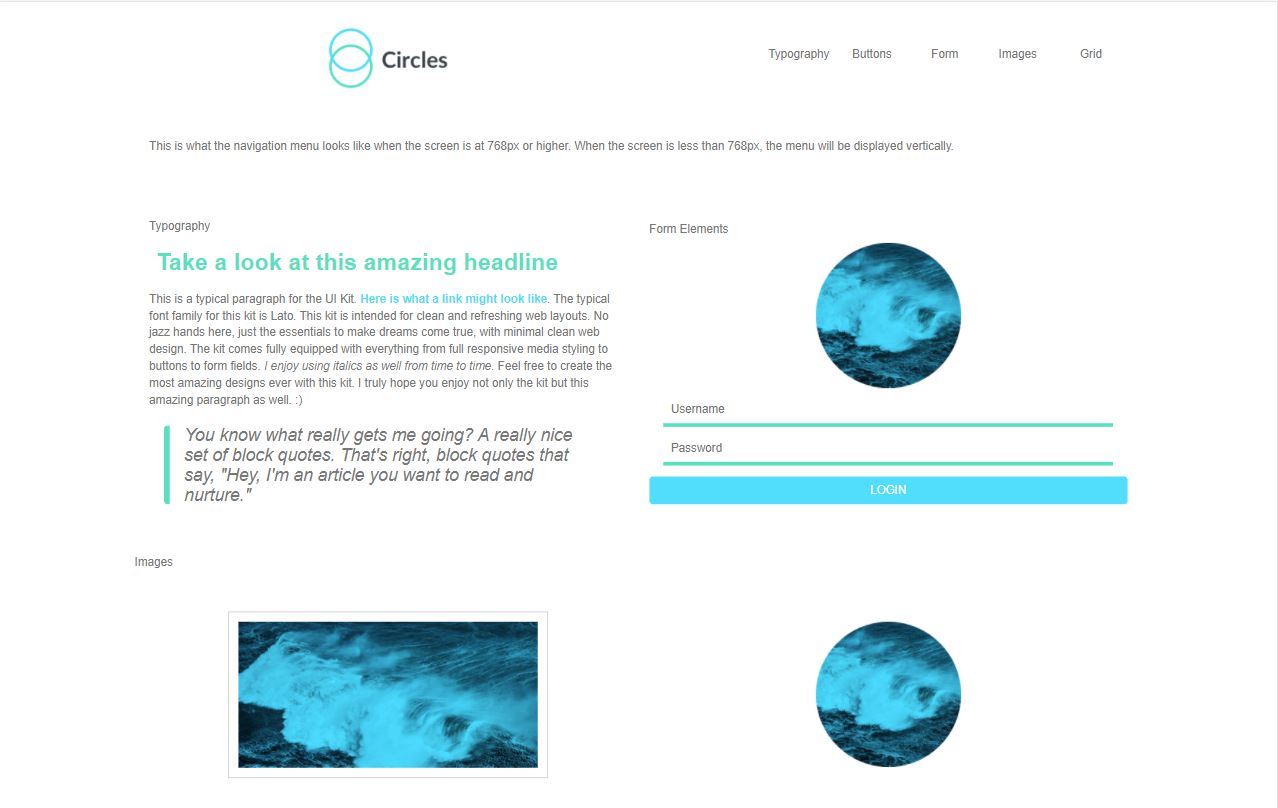 Circles
Typography Buttons Form Images Grid
This is what the navigation menu looks like when the screen is at 768px or higher. When the screen is less than 768px, the menu will be displayed vertically.
Typography
Take a look at this amazing headline
This is a typical paragraph for the UI Kit. Here is what a link might look like. The typical
font family for this kit is Lato. This kit is intended for clean and refreshing web layouts. No
jazz hands here, just the essentials to make dreams come true, with minimal clean web
design. The kit comes fully equipped with everything from full responsive media styling to
buttons to form fields. I enjoy using italics as well from time to time. Feel free to create the
most amazing designs ever with this kit. I truly hope you enjoy not only the kit but this
amazing paragraph as well. :)
You know what really gets me going? A really nice
set of block quotes. That's right, block quotes that
say, "Hey, I'm an article you want to read and
nurture."
Form Elements
Username
Password
LOGIN
Images